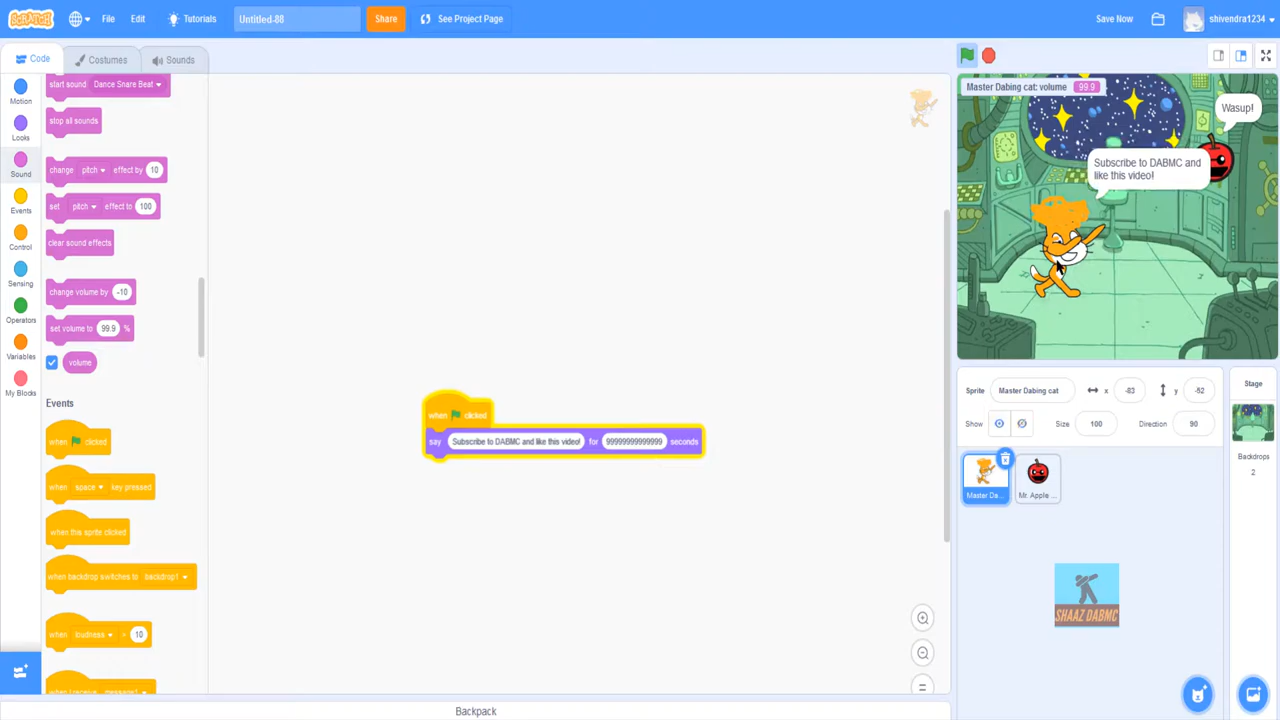 SCRATCH
File
Edit
Tutorials
Untitled-88
Share
See Project Page
Save Now
shivendra1234
Code
Costumes
Sounds
Motion
Looks
Sound
Events
Control
Sensing
Operators
Variables
My Blocks
start sound Dance Snare Beat
stop all sounds
change pitch effect by 10
set pitch effect to 100
clear sound effects
change volume by -10
set volume to 99.9 %
volume
Events
when clicked
when space key pressed
when this sprite clicked
when backdrop switches to backdrop1
when loudness > 10
when I receive message1
when clicked
say Subscribe to DABMC and like this video! for 99999999999999 seconds
Master Dabing cat: volume 99.9
Wasup!
Subscribe to DABMC and
like this video!
Sprite Master Dabing cat x -83 y -52
Show Size 100 Direction 90
Master Da...
Mr. Apple ...
Stage
Backdrops
2
SHAAZ DABMC
Backpack